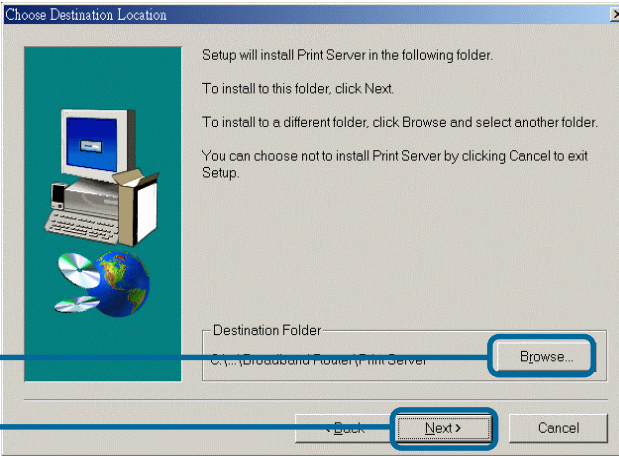 Choose Destination Location
Setup will install Print Server in the following folder.
To install to this folder, click Next.
To install to a different folder, click Browse and select another folder.
You can choose not to install Print Server by clicking Cancel to exit
Setup.
Destination Folder
C:\...\Broadband Router\Print Server
Browse...
< Back
Next >
Cancel